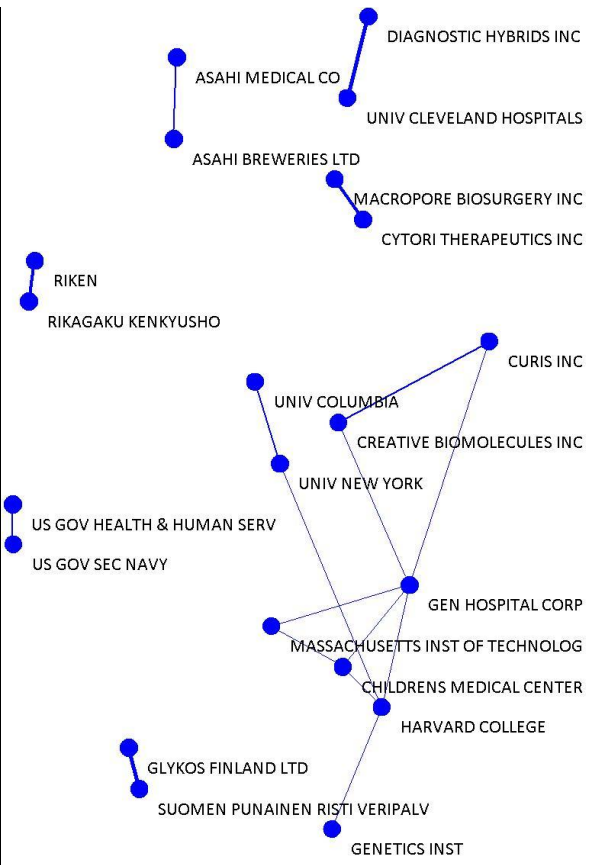 DIAGNOSTIC HYBRIDS INC
ASAHI MEDICAL CO
UNIV CLEVELAND HOSPITALS
ASAHI BREWERIES LTD
MACROPORE BIOSURGERY INC
CYTORI THERAPEUTICS INC
RIKEN
RIKAGAKU KENKYUSHO
CURIS INC
UNIV COLUMBIA
CREATIVE BIOMOLECULES INC
UNIV NEW YORK
US GOV HEALTH & HUMAN SERV
US GOV SEC NAVY
GEN HOSPITAL CORP
MASSACHUSETTS INST OF TECHNOLOG
CHILDRENS MEDICAL CENTER
HARVARD COLLEGE
GLYKOS FINLAND LTD
SUOMEN PUNAINEN RISTI VERIPALV
GENETICS INST